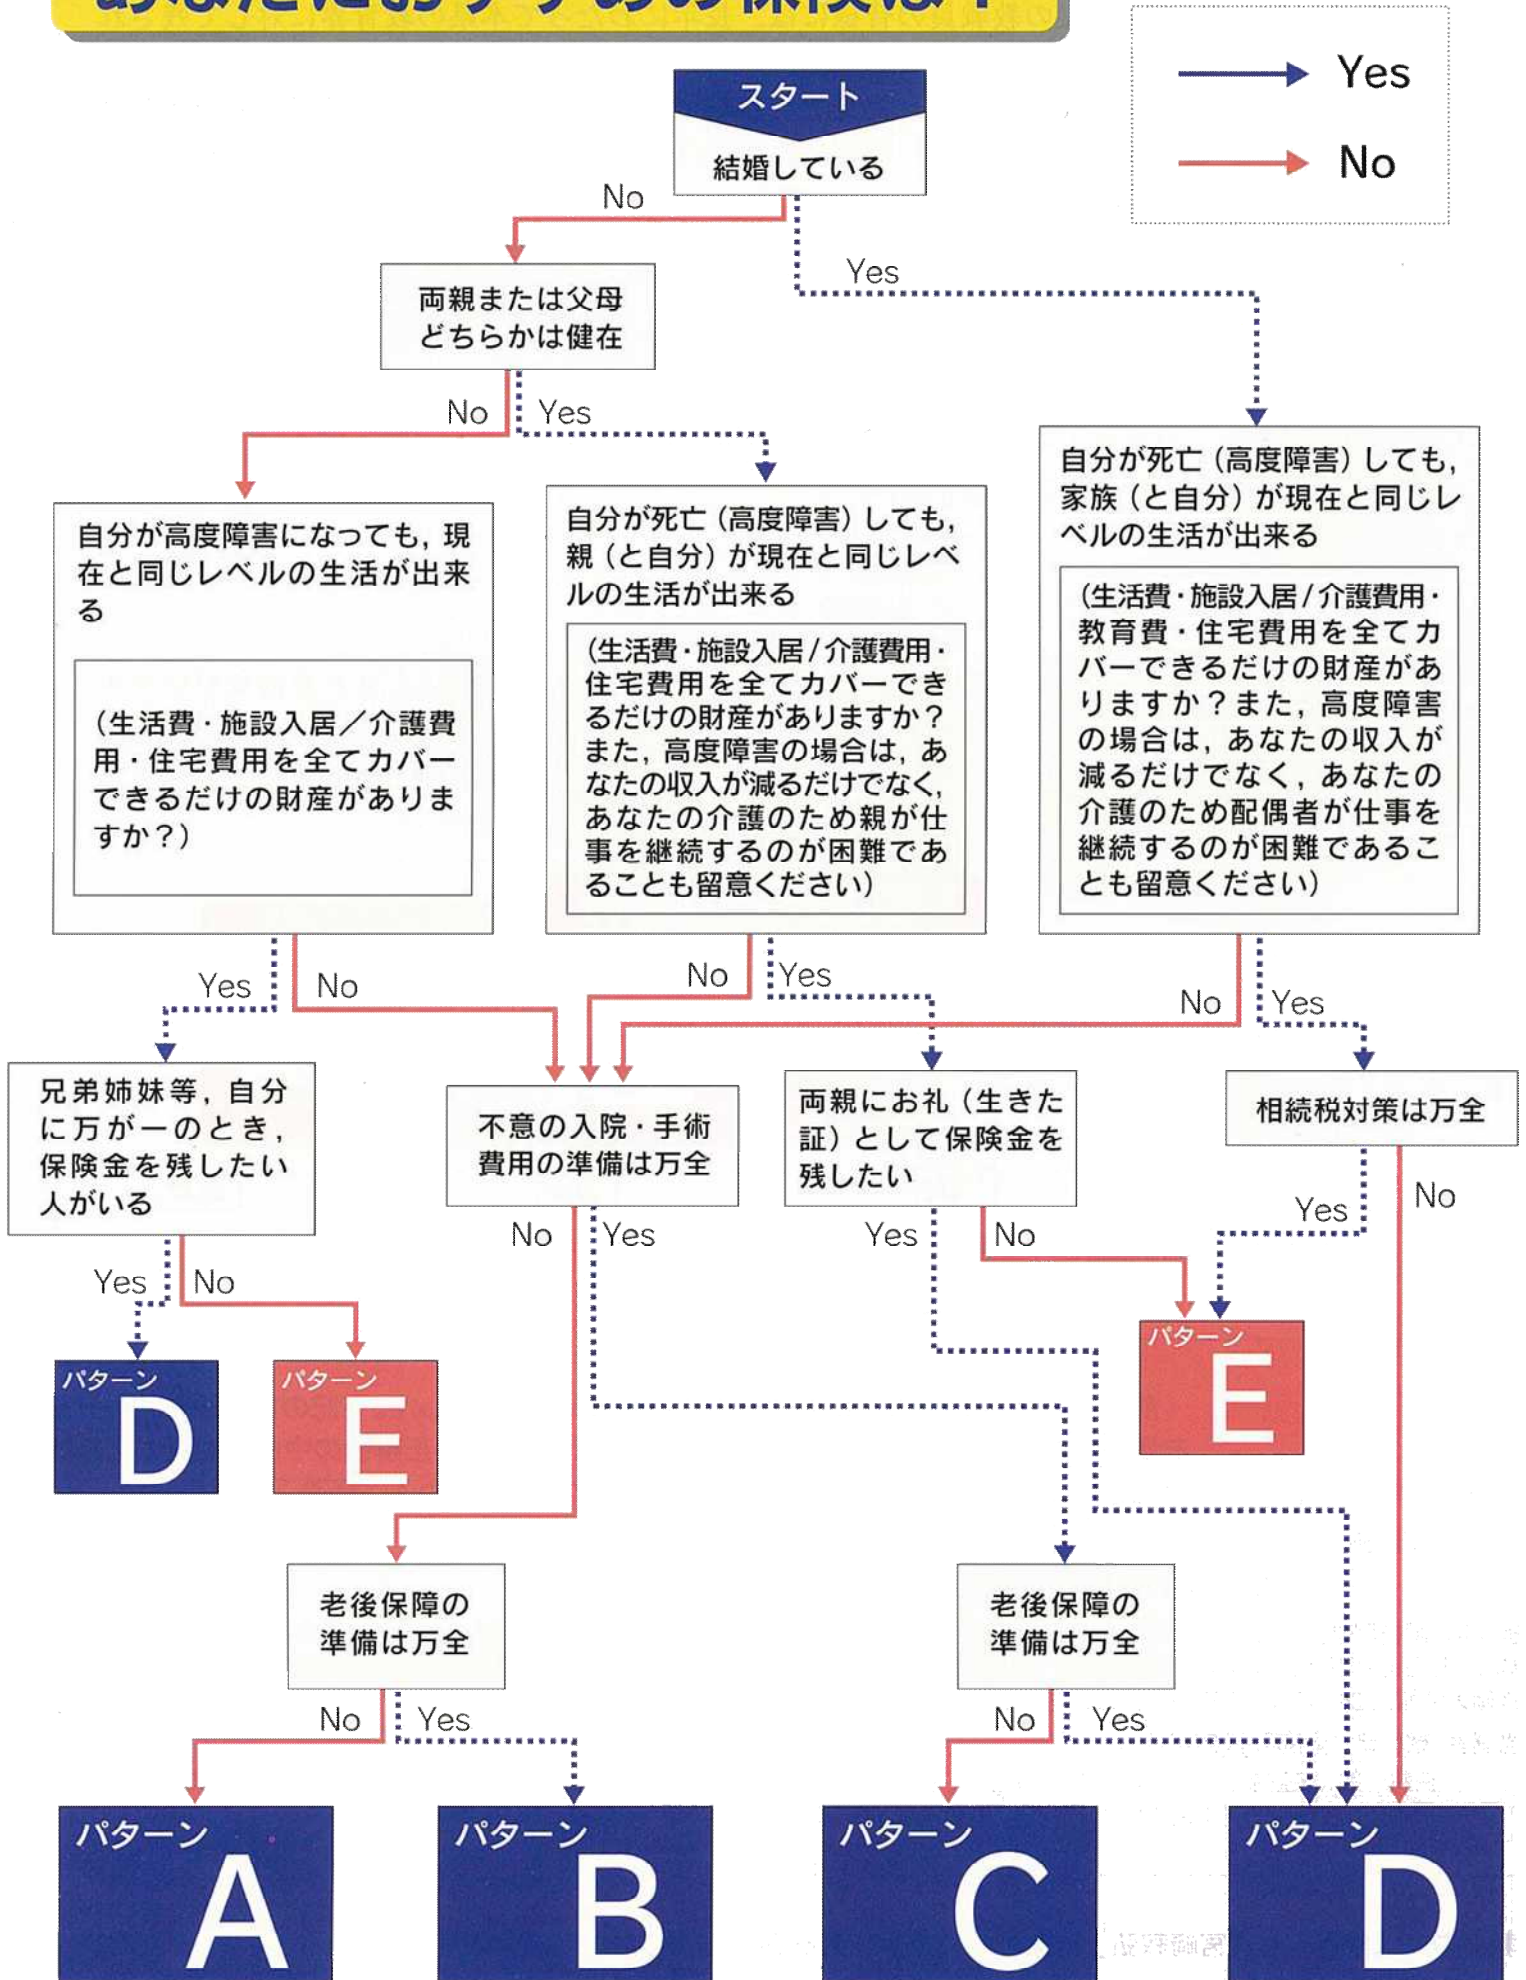 あなたにおすすめの保険は？
Yes
No
スタート
結婚している
No
Yes
両親または父母
どちらかは健在
No
Yes
自分が高度障害になっても，現
在と同じレベルの生活が出来
る
（生活費・施設入居／介護費
用・住宅費用を全てカバー
できるだけの財産がありま
すか？）
自分が死亡（高度障害）しても，
親（と自分）が現在と同じレベ
ルの生活が出来る
（生活費・施設入居／介護費用・
住宅費用を全てカバーでき
るだけの財産がありますか？
また，高度障害の場合は，あ
なたの収入が減るだけでなく，
あなたの介護のため親が仕
事を継続するのが困難であ
ることも留意ください）
自分が死亡（高度障害）しても，
家族（と自分）が現在と同じレ
ベルの生活が出来る
（生活費・施設入居／介護費用・
教育費・住宅費用を全てカ
バーできるだけの財産があ
りますか？また，高度障害
の場合は，あなたの収入が
減るだけでなく，あなたの
介護のため配偶者が仕事を
継続するのが困難であるこ
とも留意ください）
Yes
No
No
Yes
No
Yes
兄弟姉妹等，自分
に万が一のとき，
保険金を残したい
人がいる
不意の入院・手術
費用の準備は万全
両親にお礼（生きた
証）として保険金を
残したい
相続税対策は万全
Yes
No
No
Yes
Yes
No
Yes
No
パターン
D
パターン
E
パターン
E
老後保障の
準備は万全
老後保障の
準備は万全
No
Yes
No
Yes
パターン
A
パターン
B
パターン
C
パターン
D